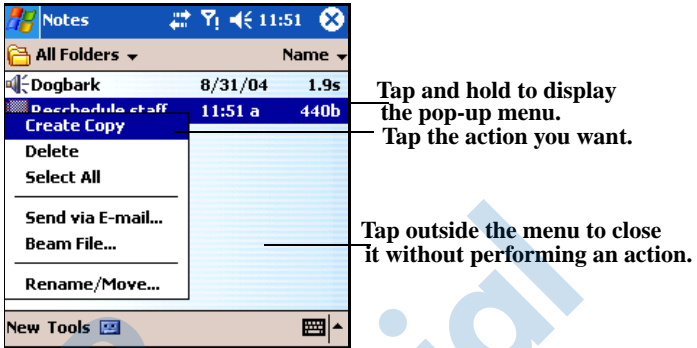 Notes 11:51
All Folders Name
Dogbark 8/31/04 1.9s
Reschedule staff 11:51 a 440b
Create Copy
Delete
Select All
Send via E-mail...
Beam File...
Rename/Move...
New Tools
Tap and hold to display
the pop-up menu.
Tap the action you want.
Tap outside the menu to close
it without performing an action.